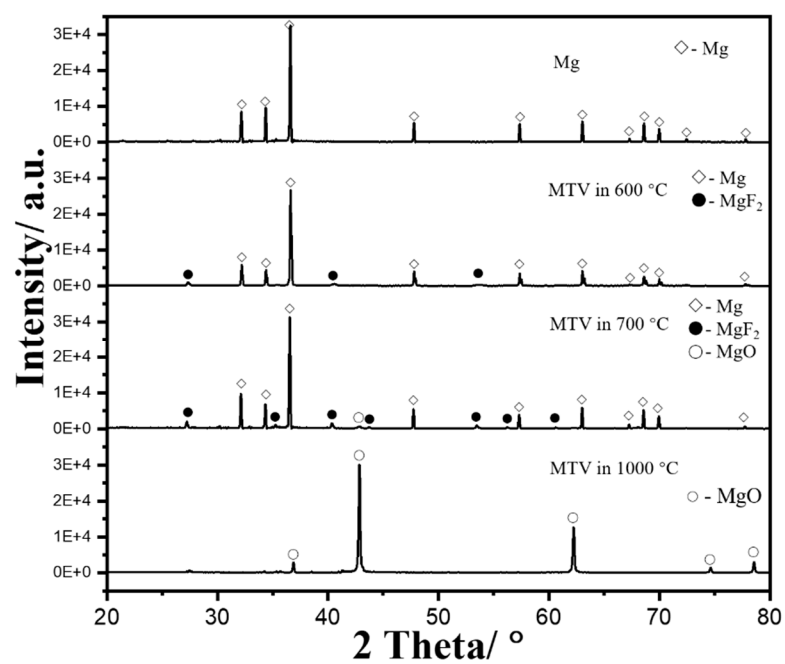 Intensity/ a.u.
3E+4
2E+4
1E+4
0E+0
Mg
◇ - Mg
3E+4
2E+4
1E+4
0E+0
MTV in 600 °C
◇ - Mg
● - MgF₂
3E+4
2E+4
1E+4
0E+0
MTV in 700 °C
◇ - Mg
● - MgF₂
○ - MgO
3E+4
2E+4
1E+4
0E+0
MTV in 1000 °C
○ - MgO
20 30 40 50 60 70 80
2 Theta/ °